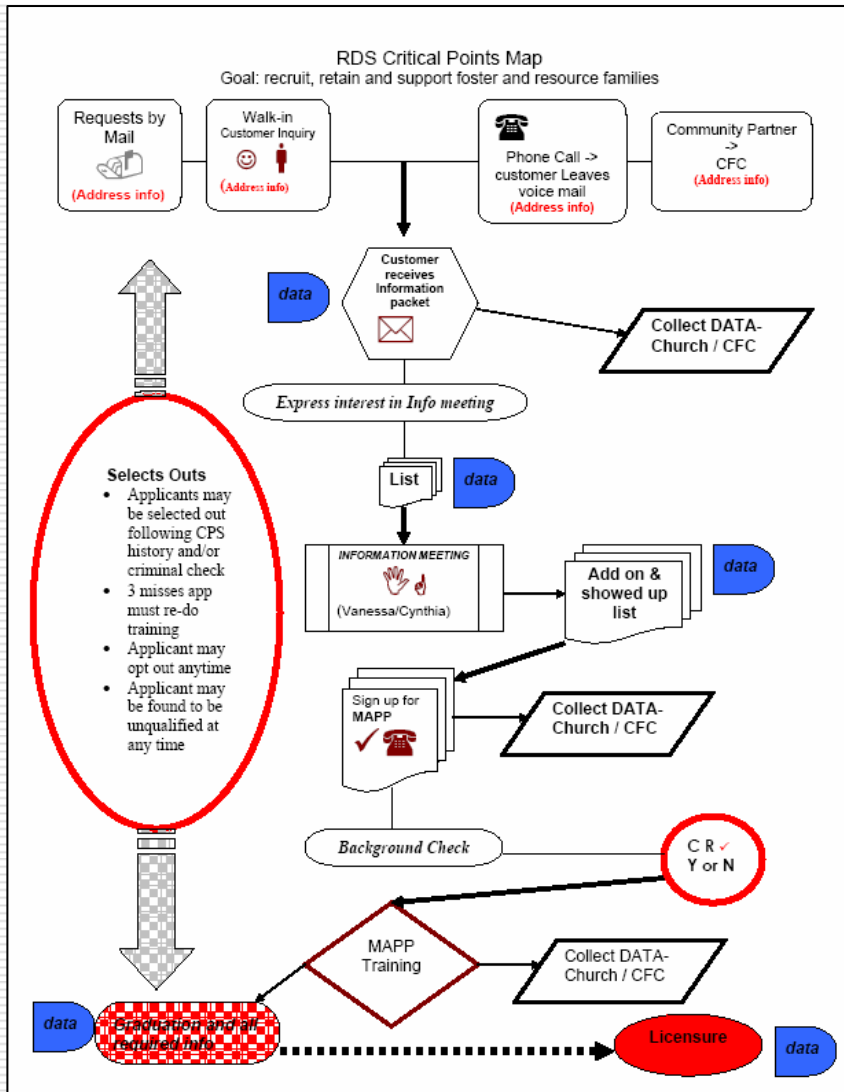 RDS Critical Points Map
Goal: recruit, retain and support foster and resource families
Requests by
Mail
(Address info)
Walk-in
Customer Inquiry
(Address info)
Phone Call ->
customer Leaves
voice mail
(Address info)
Community Partner
->
CFC
(Address info)
data
Customer
receives
Information
packet
Collect DATA-
Church / CFC
Express interest in Info meeting
List
data
Selects Outs
• Applicants may
be selected out
following CPS
history and/or
criminal check
• 3 misses app
must re-do
training
• Applicant may
opt out anytime
• Applicant may
be found to be
unqualified at
any time
INFORMATION MEETING
(Vanessa/Cynthia)
Add on &
showed up
list
data
Sign up for
MAPP
Collect DATA-
Church / CFC
Background Check
C R ✓
Y or N
MAPP
Training
Collect DATA-
Church / CFC
data
Graduation and all
required info
Licensure
data